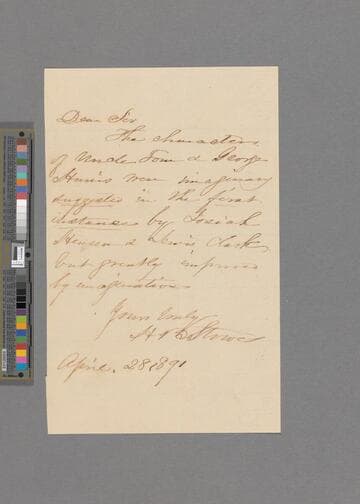 Dear Sir
The characters
of Uncle Tom & George
Harris were imaginary
suggested in the first
instance by Josiah
Henson & Lewis Clark,
but greatly improved
by imagination
Yours truly
H B Stowe
April. 28 1891